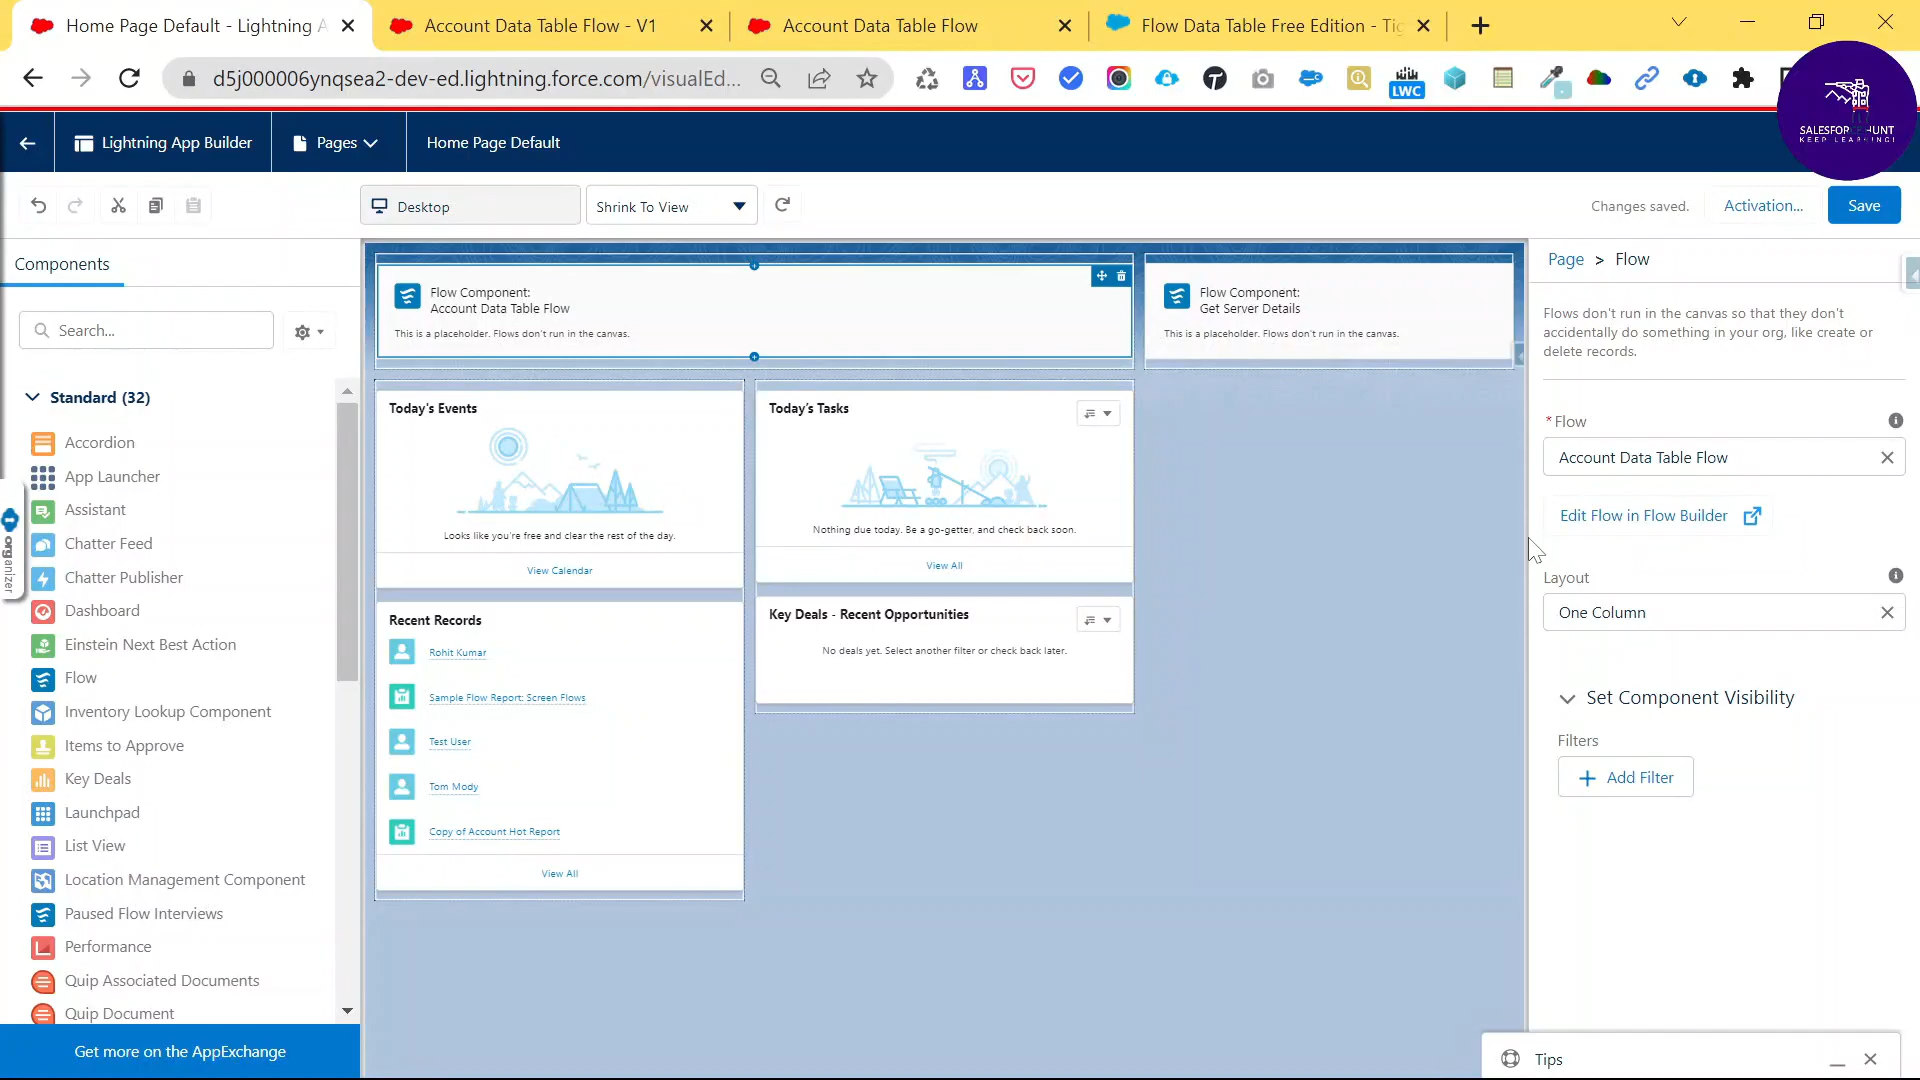 Home Page Default - Lightning A
Account Data Table Flow - V1
Account Data Table Flow
Flow Data Table Free Edition - Tig
d5j000006ynqsea2-dev-ed.lightning.force.com/visualEd...
LWC
SALESFORCE HUNT
KEEP LEARNING!
Lightning App Builder
Pages
Home Page Default
Desktop
Shrink To View
Changes saved.
Activation...
Save
Components
Search...
Standard (32)
Accordion
App Launcher
Assistant
Chatter Feed
Chatter Publisher
Dashboard
Einstein Next Best Action
Flow
Inventory Lookup Component
Items to Approve
Key Deals
Launchpad
List View
Location Management Component
Paused Flow Interviews
Performance
Quip Associated Documents
Quip Document
Get more on the AppExchange
organizer
Flow Component:
Account Data Table Flow
This is a placeholder. Flows don't run in the canvas.
Flow Component:
Get Server Details
This is a placeholder. Flows don't run in the canvas.
Today's Events
Looks like you're free and clear the rest of the day.
View Calendar
Today's Tasks
Nothing due today. Be a go-getter, and check back soon.
View All
Recent Records
Rohit Kumar
Sample Flow Report: Screen Flows
Test User
Tom Mody
Copy of Account Hot Report
View All
Key Deals - Recent Opportunities
No deals yet. Select another filter or check back later.
Page > Flow
Flows don't run in the canvas so that they don't
accidentally do something in your org, like create or
delete records.
* Flow
Account Data Table Flow
Edit Flow in Flow Builder
Layout
One Column
Set Component Visibility
Filters
+ Add Filter
Tips